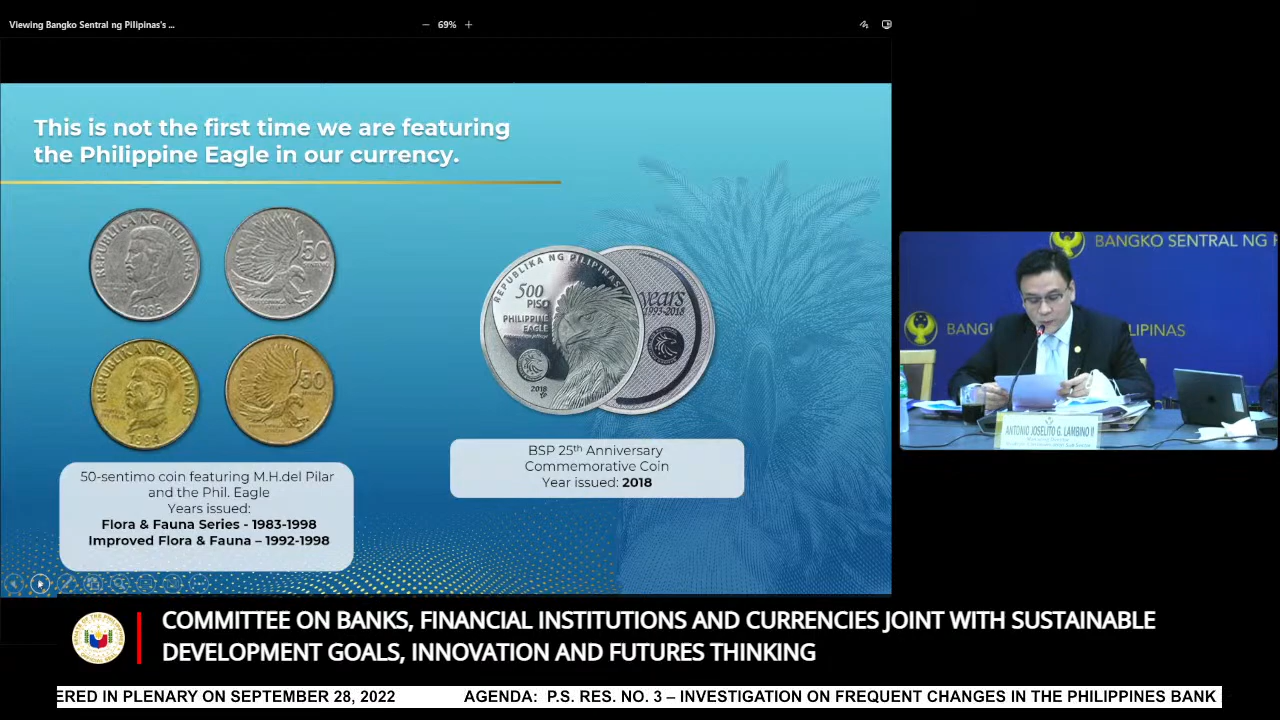 Viewing Bangko Sentral ng Pilipinas's ...
69%
This is not the first time we are featuring
the Philippine Eagle in our currency.
REPUBLIKA NG PILIPINAS
1985
50
REPUBLIKA NG PILIPINAS
1994
50
REPUBLIKA NG PILIPINAS
500
PISO
PHILIPPINE
EAGLE
2018
years
1993-2018
50-sentimo coin featuring M.H.del Pilar
and the Phil. Eagle
Years issued:
Flora & Fauna Series - 1983-1998
Improved Flora & Fauna – 1992-1998
BSP 25th Anniversary
Commemorative Coin
Year issued: 2018
BANGKO SENTRAL NG P
BANG
ILIPINAS
ANTONIO JOSELITO G. LAMBINO II
COMMITTEE ON BANKS, FINANCIAL INSTITUTIONS AND CURRENCIES JOINT WITH SUSTAINABLE
DEVELOPMENT GOALS, INNOVATION AND FUTURES THINKING
ERED IN PLENARY ON SEPTEMBER 28, 2022 AGENDA: P.S. RES. NO. 3 – INVESTIGATION ON FREQUENT CHANGES IN THE PHILIPPINES BANK